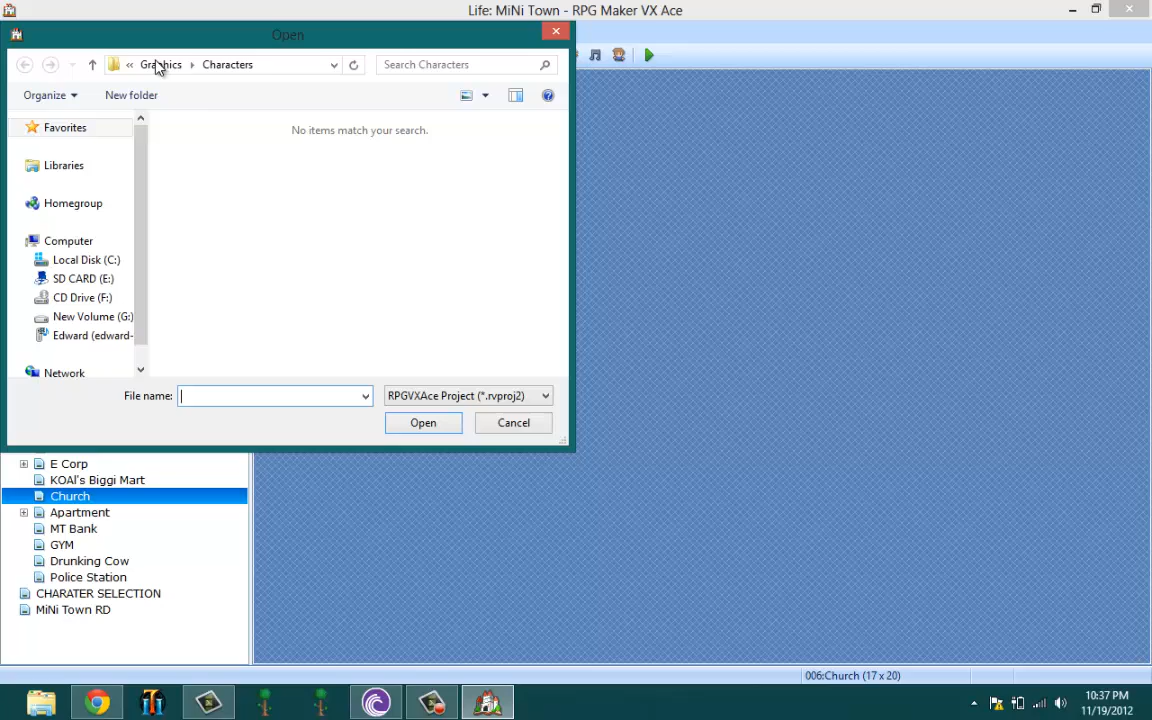 Life: MiNi Town - RPG Maker VX Ace
Open
« Graphics Characters
Search Characters
Organize New folder
Favorites
No items match your search.
Libraries
Homegroup
Computer
Local Disk (C:)
SD CARD (E:)
CD Drive (F:)
New Volume (G:)
Edward (edward-
Network
File name: RPGVXAce Project (*.rvproj2)
Open Cancel
E Corp
KOAl's Biggi Mart
Church
Apartment
MT Bank
GYM
Drunking Cow
Police Station
CHARATER SELECTION
MiNi Town RD
006:Church (17 x 20)
10:37 PM
11/19/2012